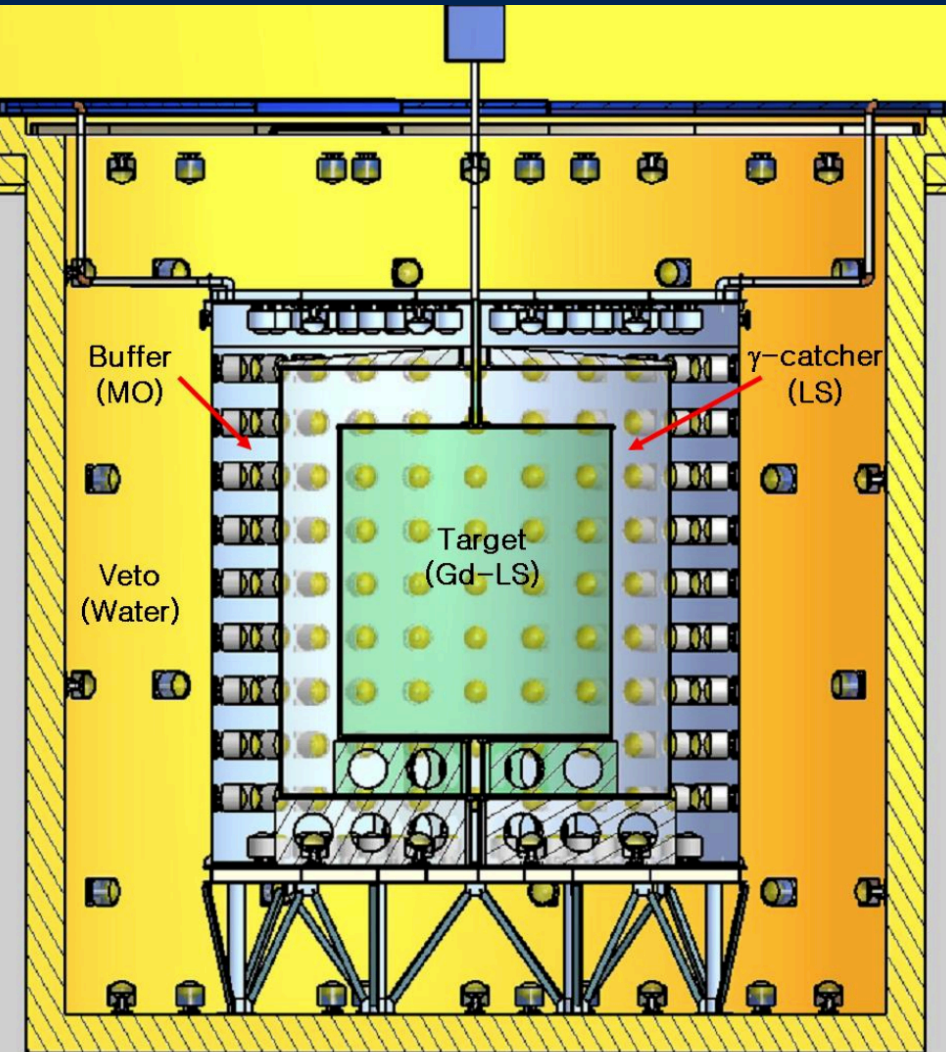 Buffer
(MO)
γ-catcher
(LS)
Target
(Gd-LS)
Veto
(Water)